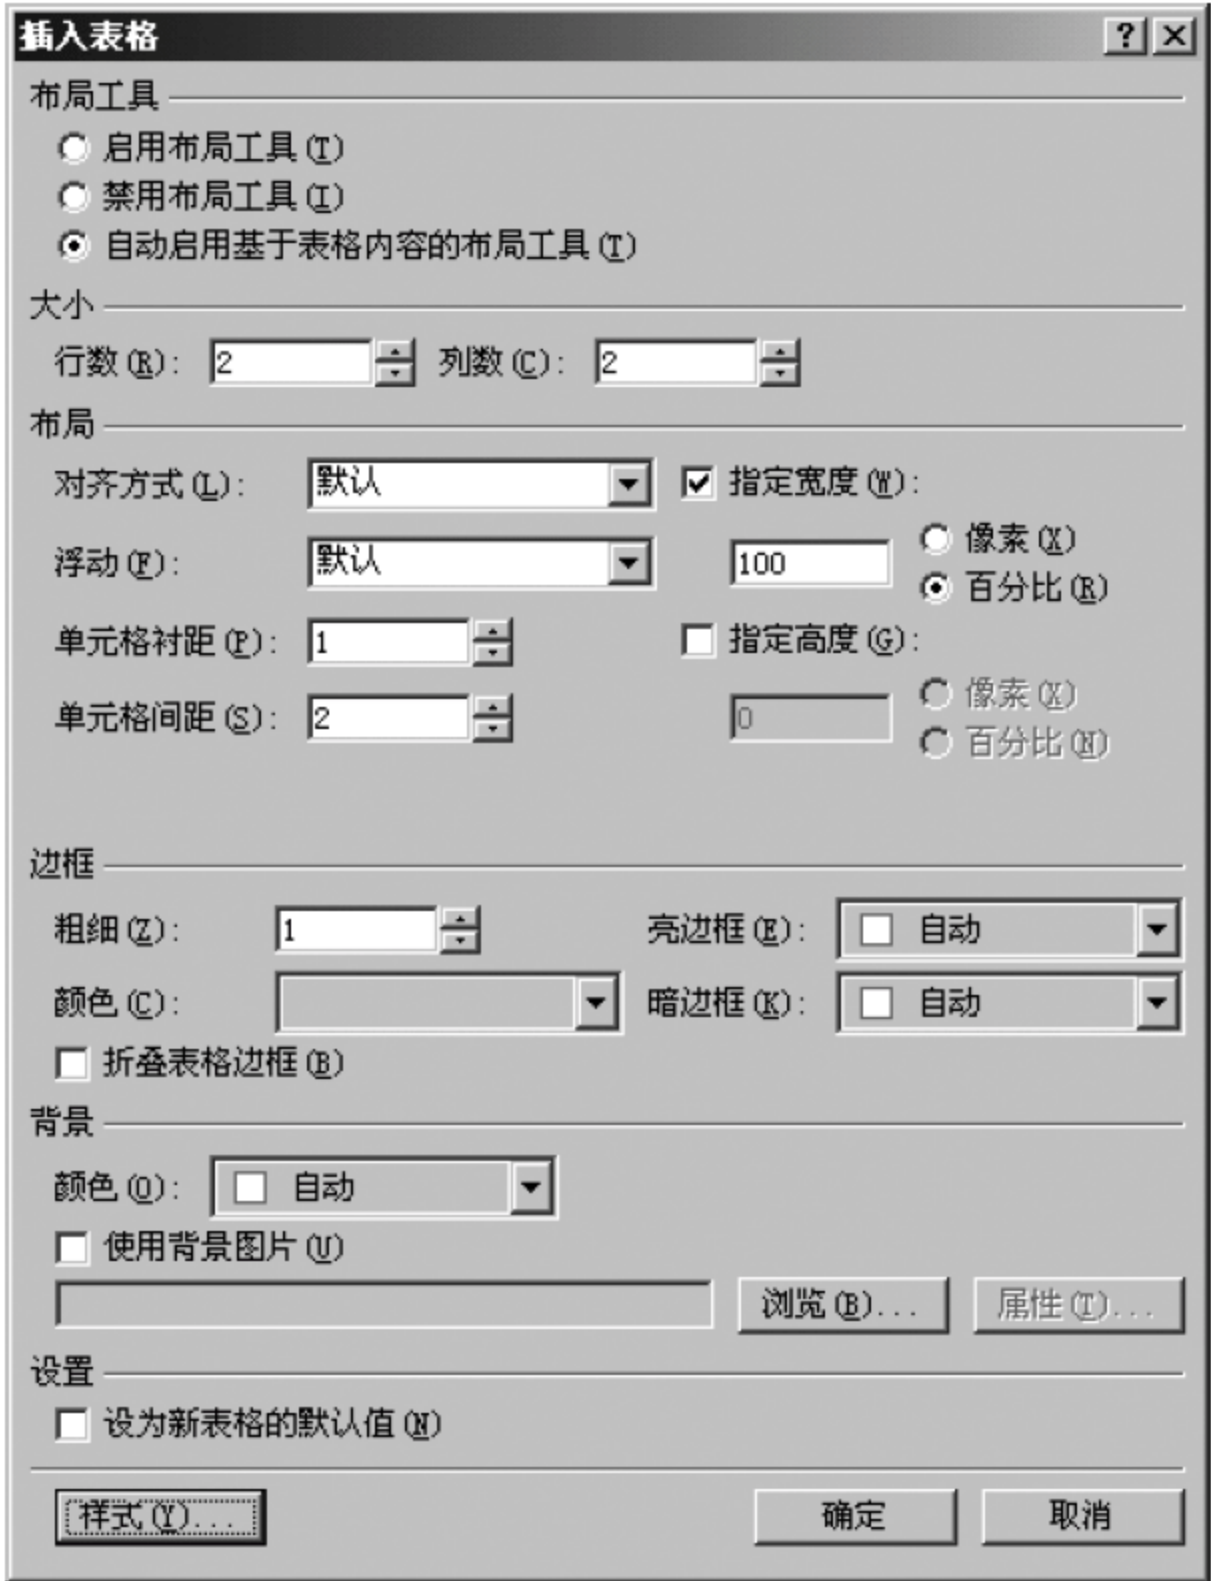 插入表格
布局工具
启用布局工具(T)
禁用布局工具(I)
自动启用基于表格内容的布局工具(T)
大小
行数(R): 2 列数(C): 2
布局
对齐方式(L): 默认 指定宽度(W):
浮动(F): 默认 100 像素(X)
百分比(R)
单元格衬距(P): 1 指定高度(G):
单元格间距(S): 2 0 像素(X)
百分比(N)
边框
粗细(Z): 1 亮边框(E): 自动
颜色(C): 暗边框(K): 自动
折叠表格边框(B)
背景
颜色(O): 自动
使用背景图片(U)
浏览(B)... 属性(T)...
设置
设为新表格的默认值(N)
样式(Y)... 确定 取消